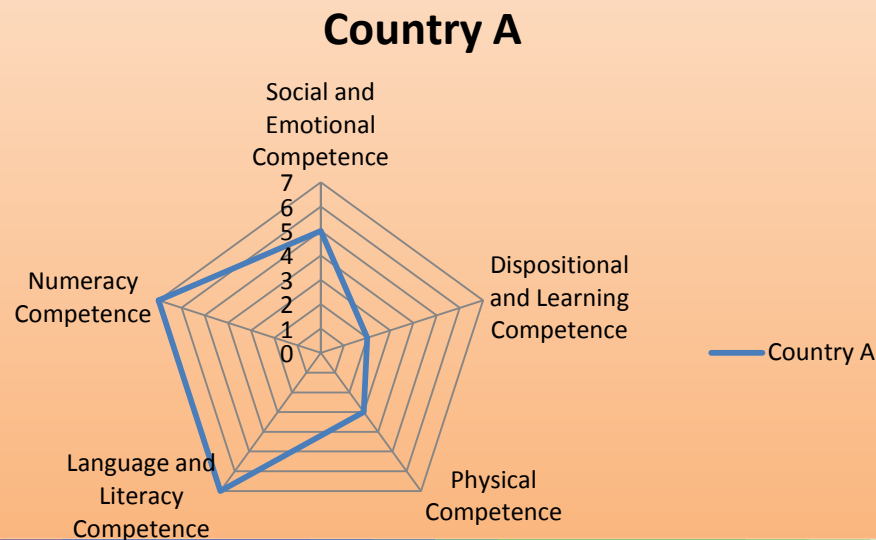 Country A
Social and
Emotional
Competence
7
6
5
4
3
2
1
0
Dispositional
and Learning
Competence
Physical
Competence
Language and
Literacy
Competence
Numeracy
Competence
Country A